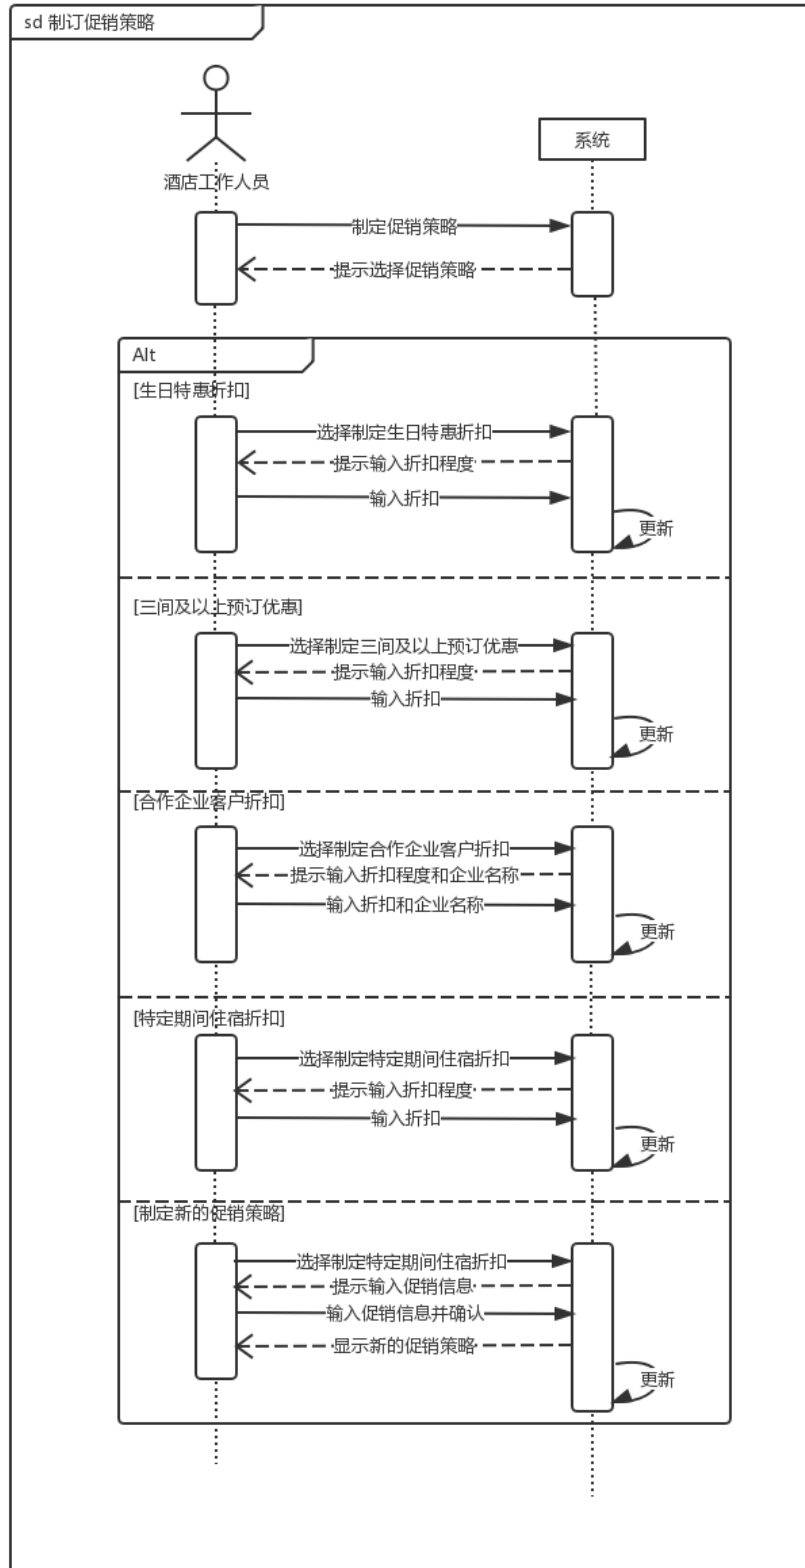 sd 制订促销策略
系统
酒店工作人员
制定促销策略
提示选择促销策略
Alt
[生日特惠折扣]
选择制定生日特惠折扣
提示输入折扣程度
输入折扣
更新
[三间及以上预订优惠]
选择制定三间及以上预订优惠
提示输入折扣程度
输入折扣
更新
[合作企业客户折扣]
选择制定合作企业客户折扣
提示输入折扣程度和企业名称
输入折扣和企业名称
更新
[特定期间住宿折扣]
选择制定特定期间住宿折扣
提示输入折扣程度
输入折扣
更新
[制定新的促销策略]
选择制定特定期间住宿折扣
提示输入促销信息
输入促销信息并确认
显示新的促销策略
更新